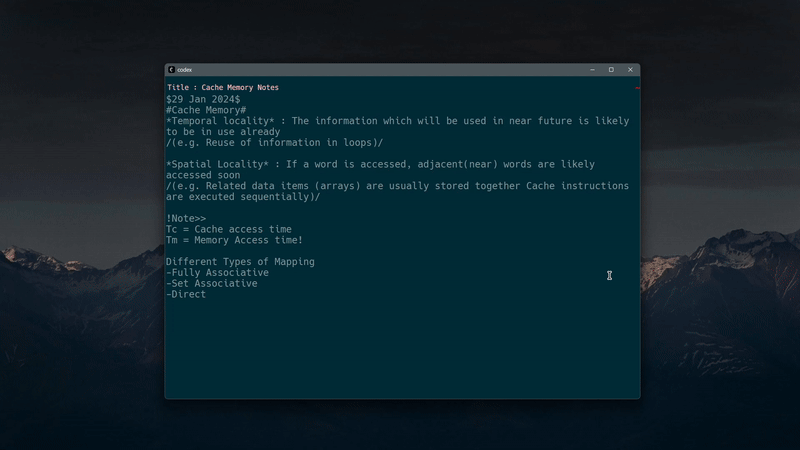 codex
Title : Cache Memory Notes
$29 Jan 2024$
#Cache Memory#
*Temporal locality* : The information which will be used in near future is likely
to be in use already
/(e.g. Reuse of information in loops)/
*Spatial Locality* : If a word is accessed, adjacent(near) words are likely
accessed soon
/(e.g. Related data items (arrays) are usually stored together Cache instructions
are executed sequentially)/
!Note>>
Tc = Cache access time
Tm = Memory Access time!
Different Types of Mapping
-Fully Associative
-Set Associative
-Direct